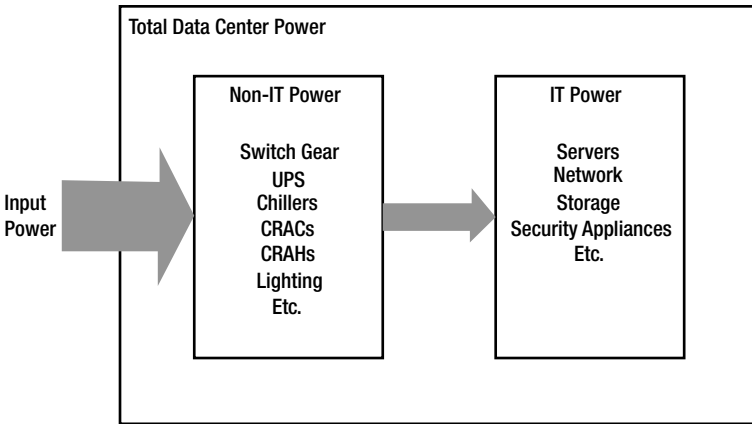 Total Data Center Power
Input
Power
Non-IT Power
Switch Gear
UPS
Chillers
CRACs
CRAHs
Lighting
Etc.
IT Power
Servers
Network
Storage
Security Appliances
Etc.